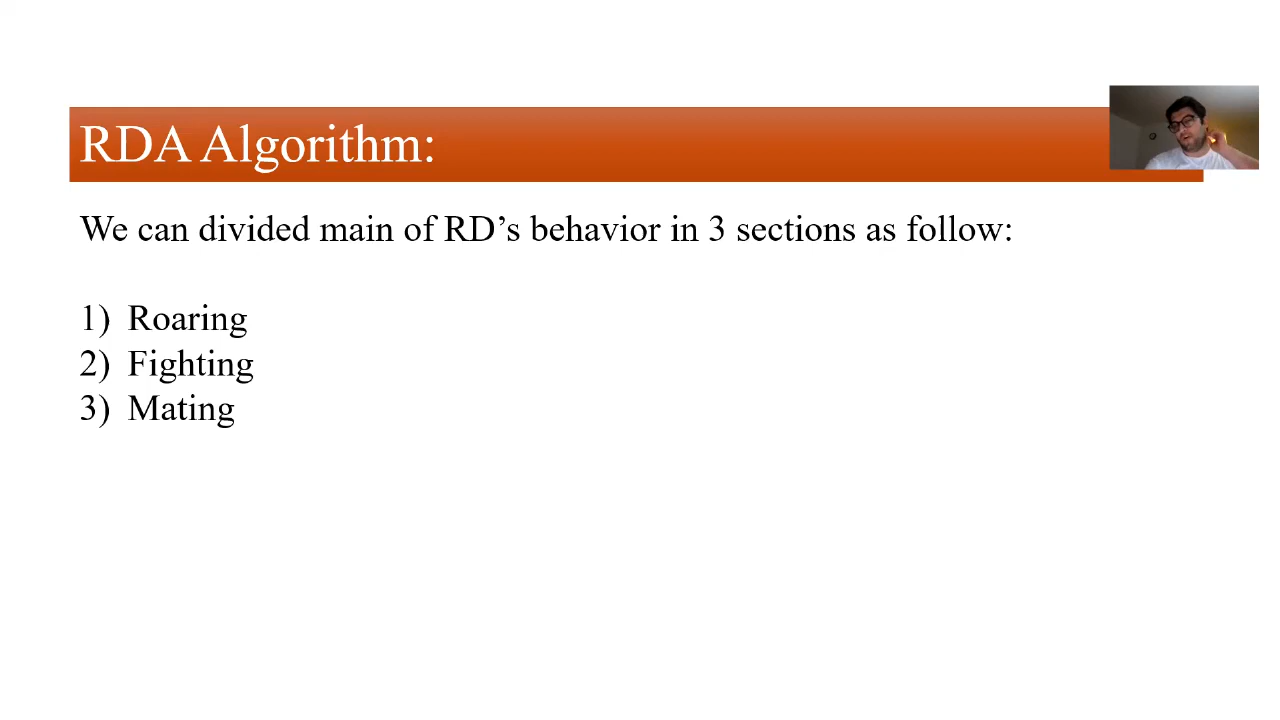 RDA Algorithm:
We can divided main of RD’s behavior in 3 sections as follow:
1) Roaring
2) Fighting
3) Mating